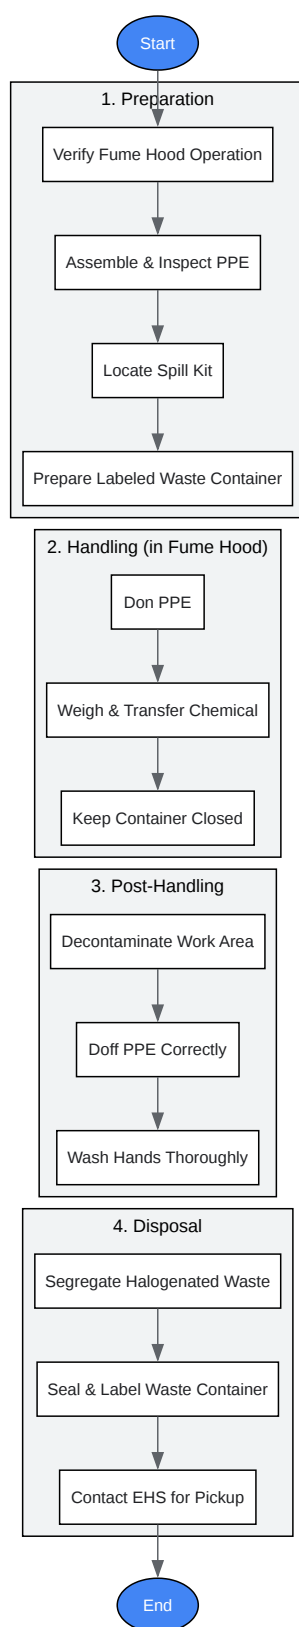 Start
1. Preparation
Verify Fume Hood Operation
Assemble & Inspect PPE
Locate Spill Kit
Prepare Labeled Waste Container
2. Handling (in Fume Hood)
Don PPE
Weigh & Transfer Chemical
Keep Container Closed
3. Post-Handling
Decontaminate Work Area
Doff PPE Correctly
Wash Hands Thoroughly
4. Disposal
Segregate Halogenated Waste
Seal & Label Waste Container
Contact EHS for Pickup
End